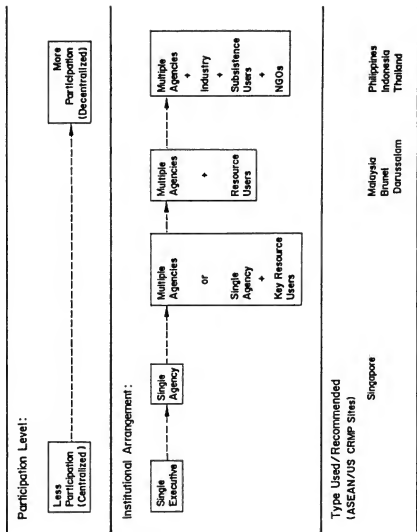 Participation Level:
Less
Participation
(Centralized)
More
Participation
(Decentralized)
Institutional Arrangement:
Single
Executive
Single
Agency
Multiple
Agencies
or
Single
Agency
+
Key Resource
Users
Multiple
Agencies
+
Resource
Users
Multiple
Agencies
+
Industry
+
Subsistence
Users
+
NGOs
Type Used/Recommended
(ASEAN/US CRMP Sites)
Singapore
Malaysia
Brunei
Darussalam
Philippines
Indonesia
Thailand